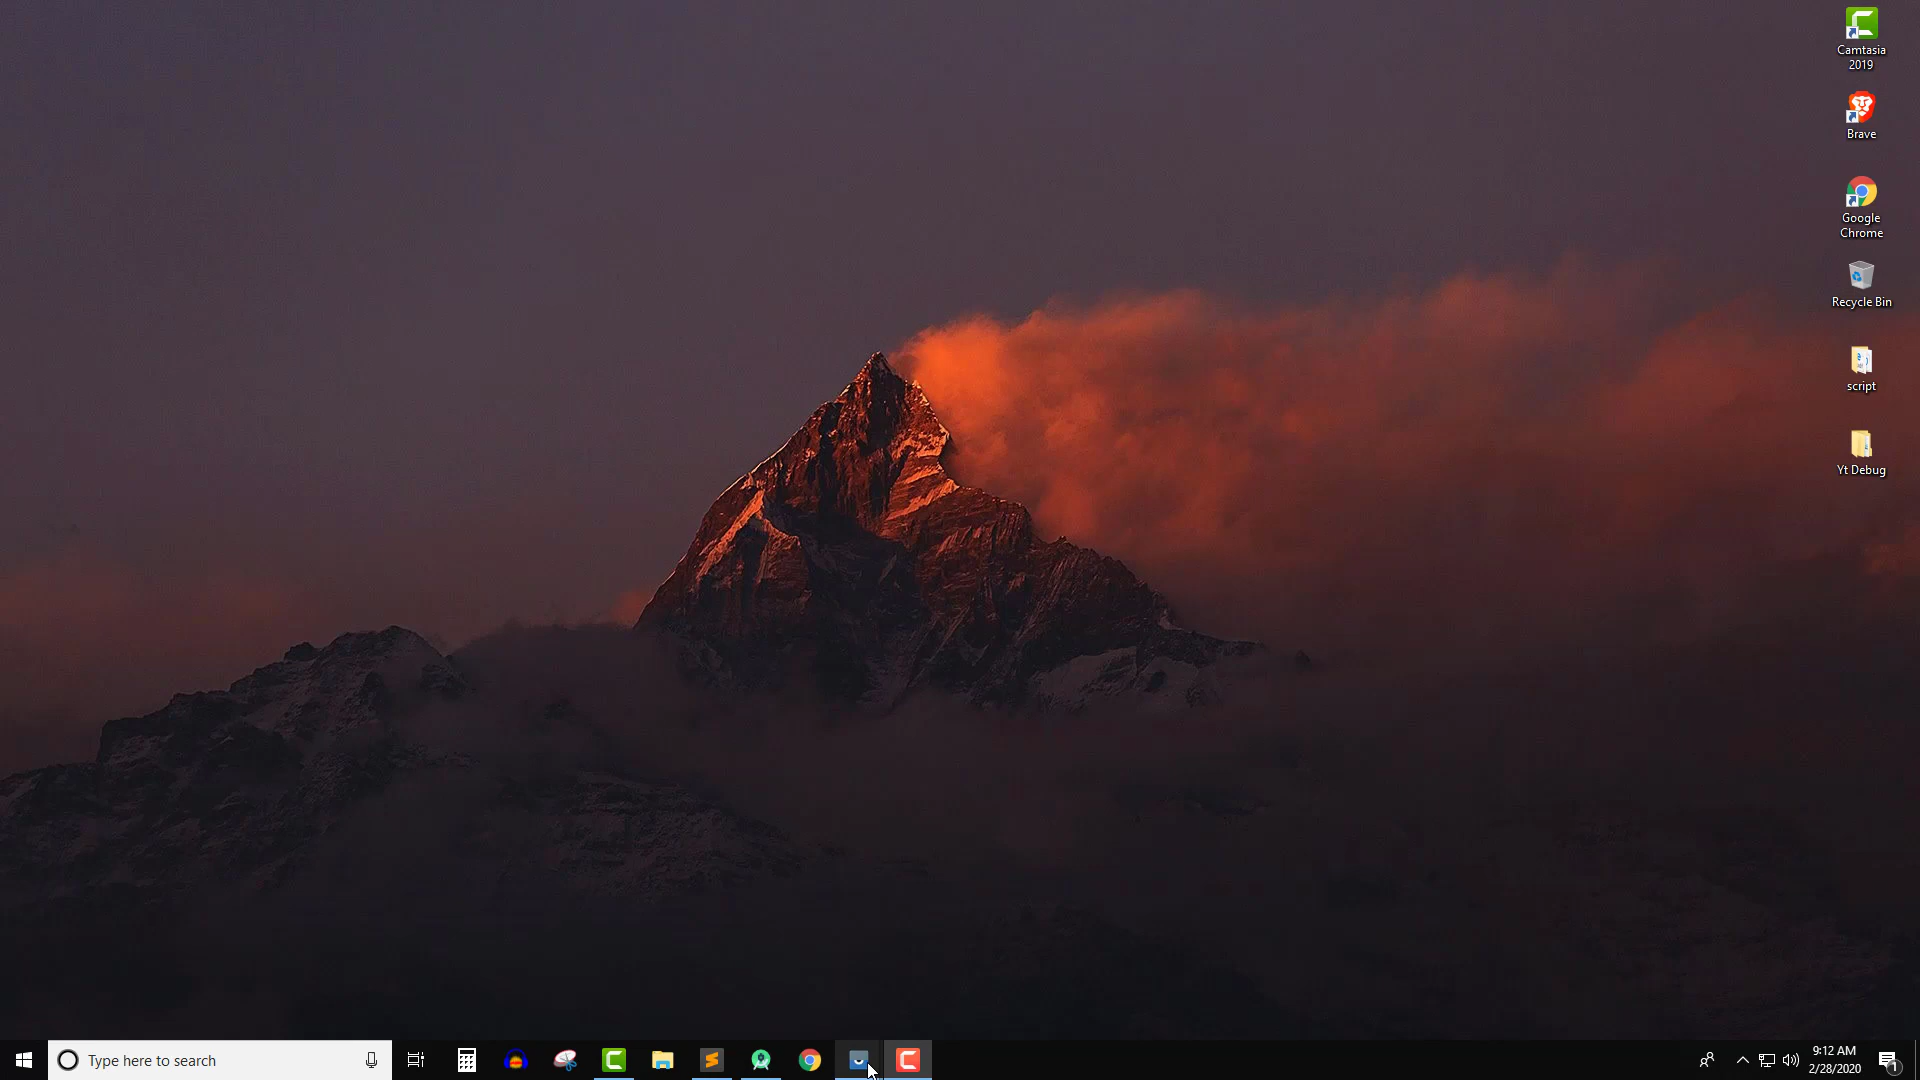 Camtasia
2019
Brave
Google
Chrome
Recycle Bin
script
Yt Debug
Type here to search
9:12 AM
2/28/2020
1